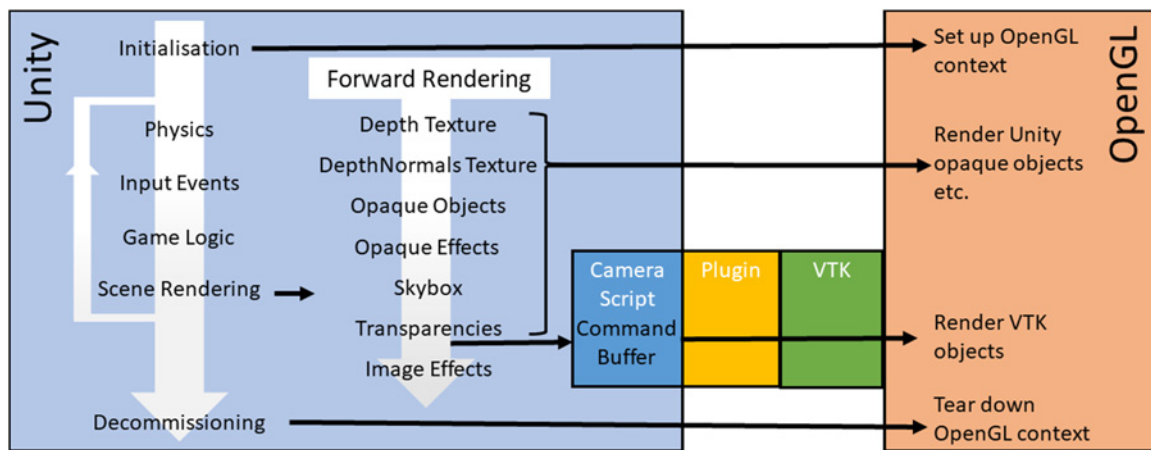 Unity
Initialisation
Physics
Input Events
Game Logic
Scene Rendering
Decommissioning
Forward Rendering
Depth Texture
DepthNormals Texture
Opaque Objects
Opaque Effects
Skybox
Transparencies
Image Effects
Camera
Script
Command
Buffer
Plugin
VTK
OpenGL
Set up OpenGL
context
Render Unity
opaque objects
etc.
Render VTK
objects
Tear down
OpenGL context